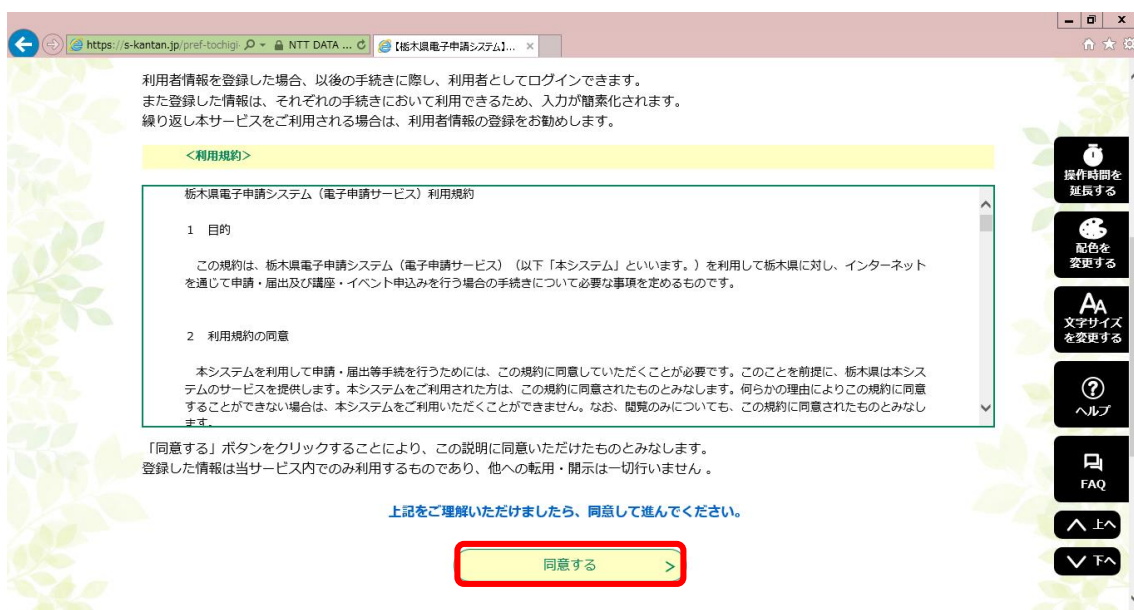 https://s-kantan.jp/pref-tochigi- NTT DATA ... 【栃木県電子申請システム】...
利用者情報を登録した場合、以後の手続きに際し、利用者としてログインできます。
また登録した情報は、それぞれの手続きにおいて利用できるため、入力が簡素化されます。
繰り返し本サービスをご利用される場合は、利用者情報の登録をお勧めします。
<利用規約>
栃木県電子申請システム（電子申請サービス）利用規約
1 目的
この規約は、栃木県電子申請システム（電子申請サービス）（以下「本システム」といいます。）を利用して栃木県に対し、インターネット
を通じて申請・届出及び講座・イベント申込みを行う場合の手続きについて必要な事項を定めるものです。
2 利用規約の同意
本システムを利用して申請・届出等手続を行うためには、この規約に同意していただくことが必要です。このことを前提に、栃木県は本シス
テムのサービスを提供します。本システムをご利用された方は、この規約に同意されたものとみなします。何らかの理由によりこの規約に同意
することができない場合は、本システムをご利用いただくことができません。なお、閲覧のみについても、この規約に同意されたものとみなし
ます。
「同意する」ボタンをクリックすることにより、この説明に同意いただけたものとみなします。
登録した情報は当サービス内でのみ利用するものであり、他への転用・開示は一切行いません 。
上記をご理解いただけましたら、同意して進んでください。
同意する >
操作時間を
延長する
配色を
変更する
AA
文字サイズ
を変更する
?
ヘルプ
FAQ
上へ
下へ